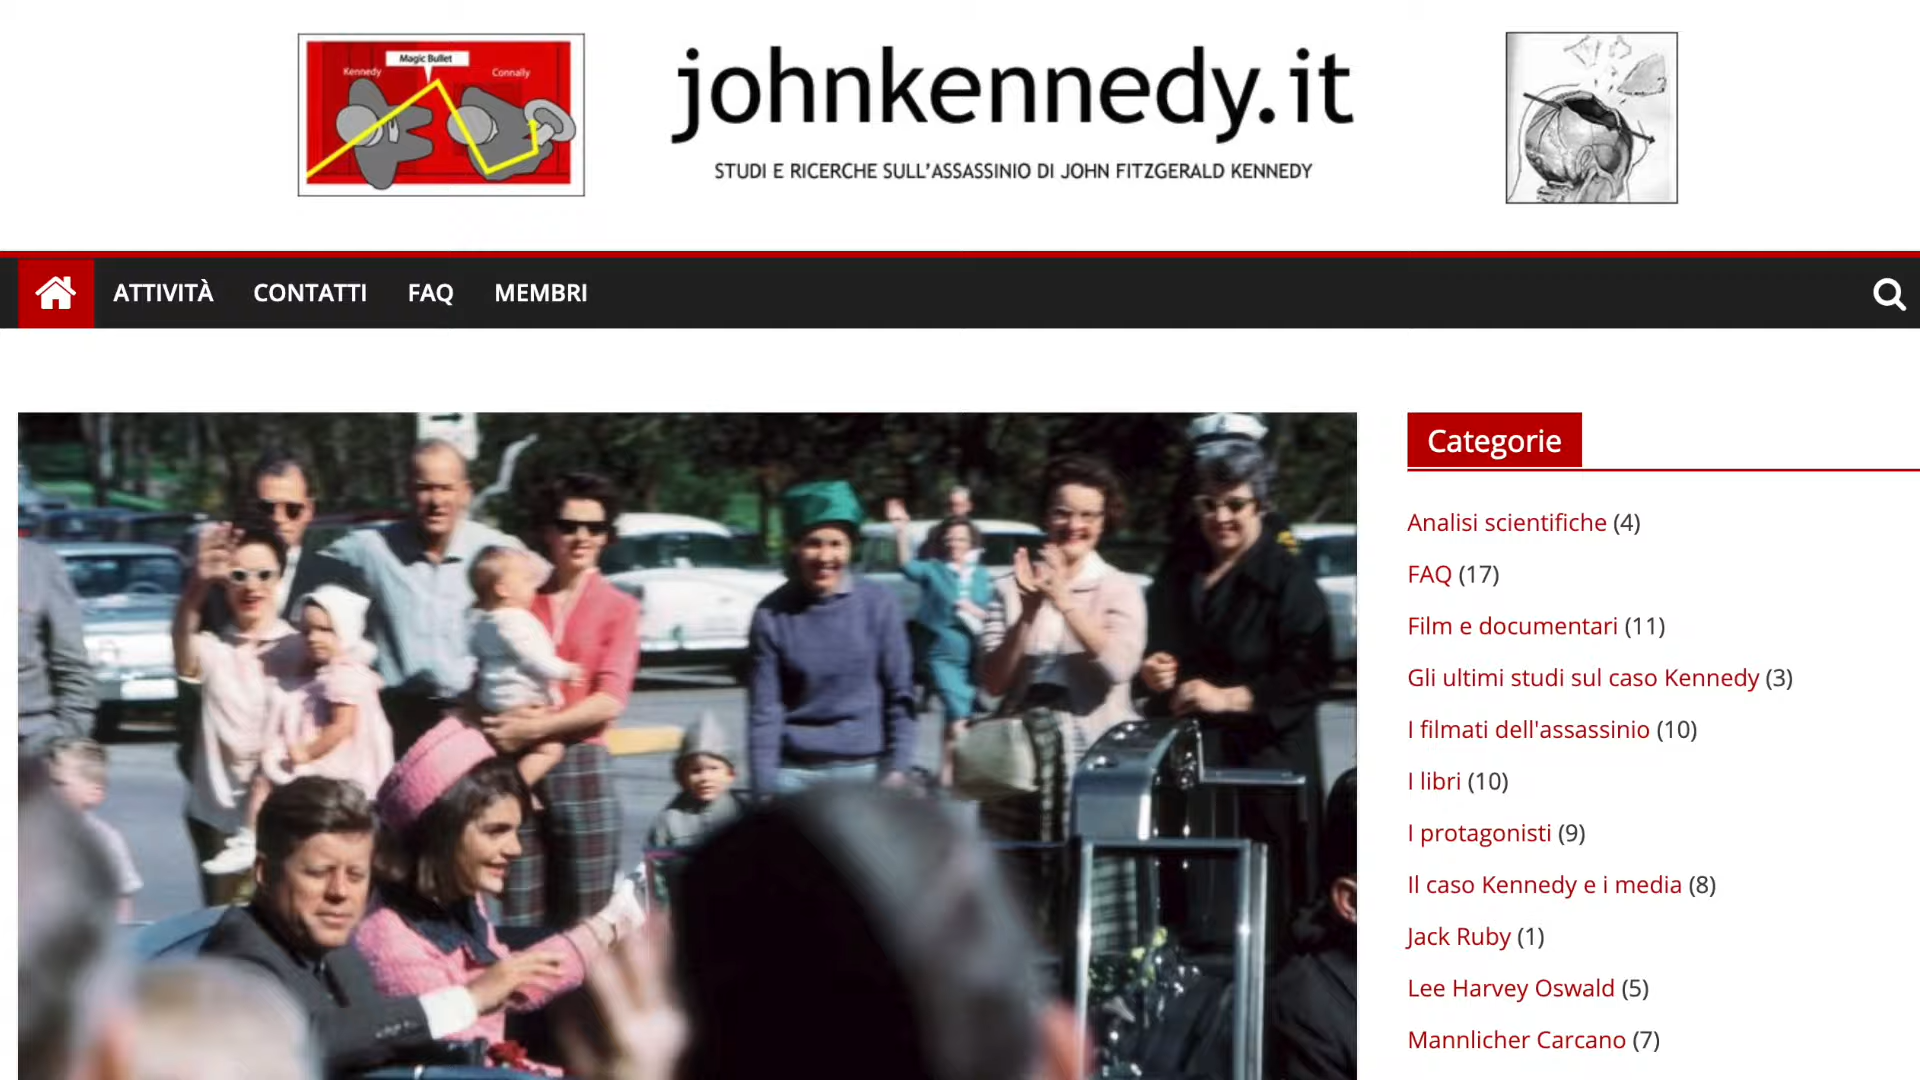 Magic Bullet
Kennedy
Connally
johnkennedy.it
STUDI E RICERCHE SULL'ASSASSINIO DI JOHN FITZGERALD KENNEDY
ATTIVITÀ CONTATTI FAQ MEMBRI
Categorie
Analisi scientifiche (4)
FAQ (17)
Film e documentari (11)
Gli ultimi studi sul caso Kennedy (3)
I filmati dell'assassinio (10)
I libri (10)
I protagonisti (9)
Il caso Kennedy e i media (8)
Jack Ruby (1)
Lee Harvey Oswald (5)
Mannlicher Carcano (7)